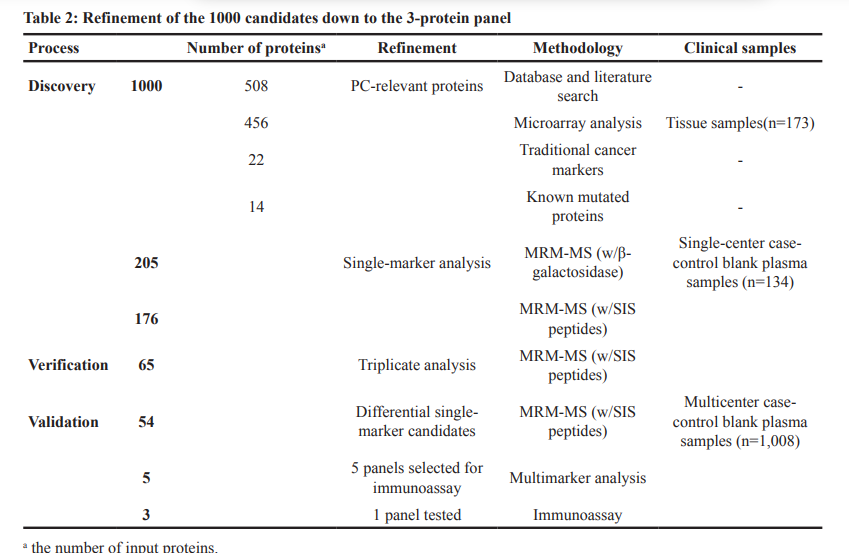 Table 2: Refinement of the 1000 candidates down to the 3-protein panel
Process Number of proteinsᵃ Refinement Methodology Clinical samples
Discovery 1000 508 PC-relevant proteins Database and literature search -
456 Microarray analysis Tissue samples(n=173)
22 Traditional cancer markers -
14 Known mutated proteins -
205 Single-marker analysis MRM-MS (w/β-galactosidase) Single-center case-control blank plasma samples (n=134)
176 MRM-MS (w/SIS peptides)
Verification 65 Triplicate analysis MRM-MS (w/SIS peptides)
Validation 54 Differential single-marker candidates MRM-MS (w/SIS peptides) Multicenter case-control blank plasma samples (n=1,008)
5 5 panels selected for immunoassay Multimarker analysis
3 1 panel tested Immunoassay
ᵃ the number of input proteins.